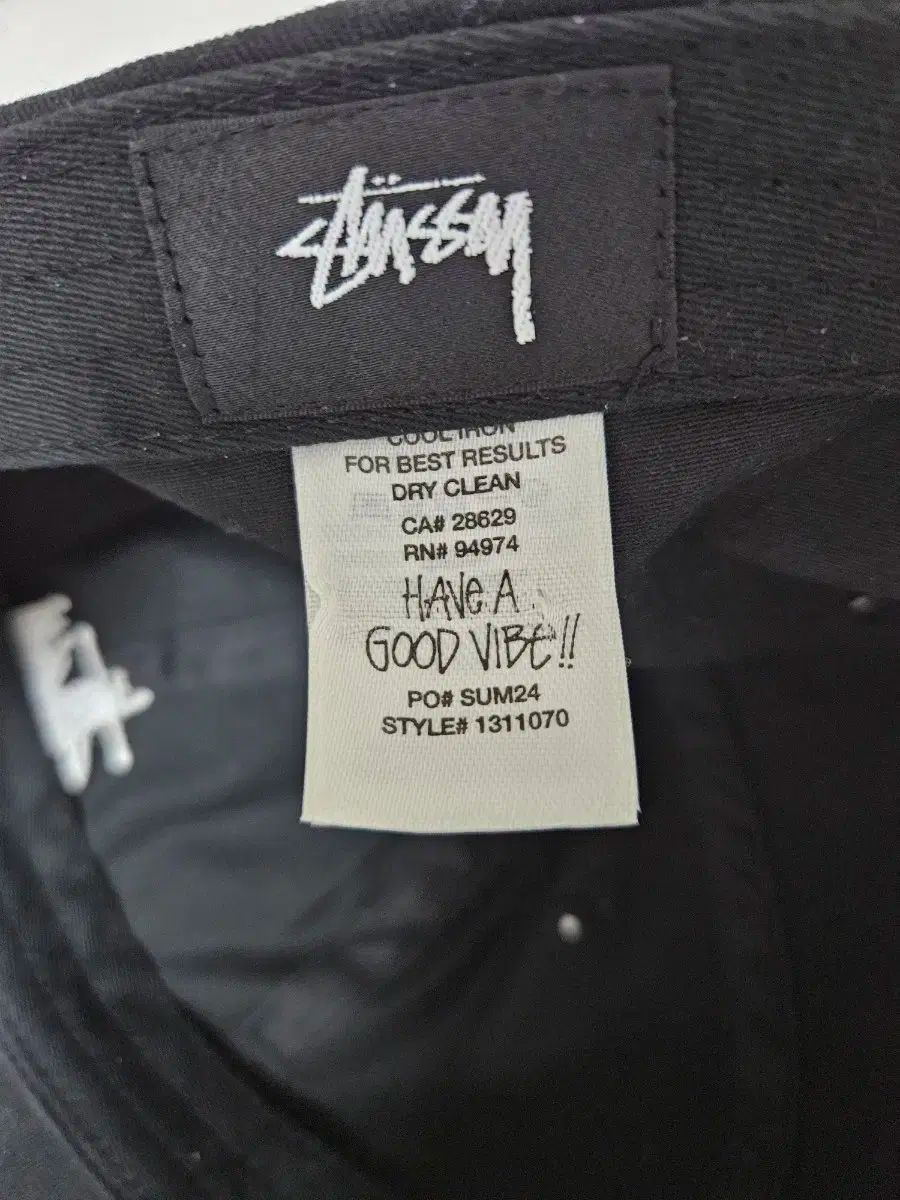 Stüssy
COOL IRON
FOR BEST RESULTS
DRY CLEAN
CA# 28629
RN# 94974
HAVE A
GOOD VIBE!!
PO# SUM24
STYLE# 1311070